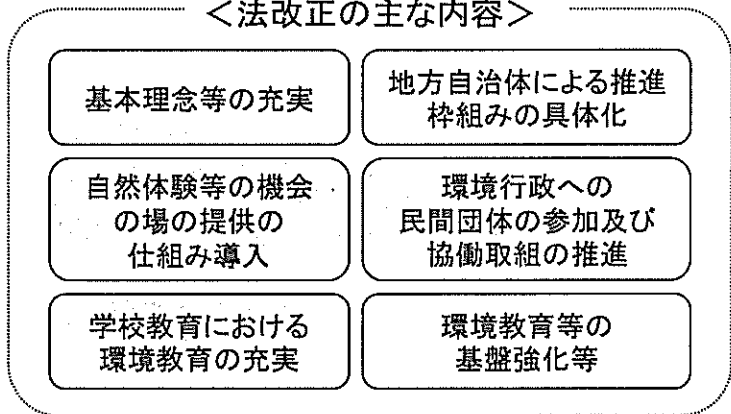 ＜法改正の主な内容＞
基本理念等の充実
地方自治体による推進
枠組みの具体化
自然体験等の機会
の場の提供の
仕組み導入
環境行政への
民間団体の参加及び
協働取組の推進
学校教育における
環境教育の充実
環境教育等の
基盤強化等